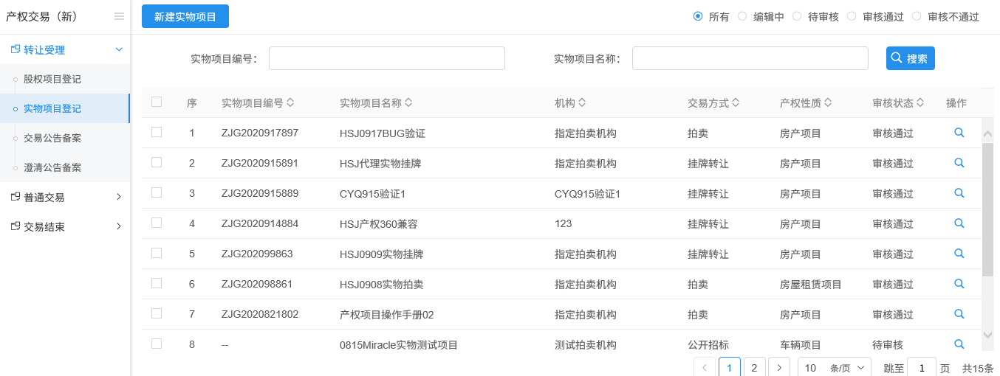 产权交易（新）
新建实物项目
所有 编辑中 待审核 审核通过 审核不通过
转让受理
股权项目登记
实物项目登记
交易公告备案
澄清公告备案
普通交易
交易结束
实物项目编号： 实物项目名称： 搜索
序 实物项目编号 实物项目名称 机构 交易方式 产权性质 审核状态 操作
1 ZJG2020917897 HSJ0917BUG验证 指定拍卖机构 拍卖 房产项目 审核通过
2 ZJG2020915891 HSJ代理实物挂牌 指定拍卖机构 挂牌转让 房产项目 审核通过
3 ZJG2020915889 CYQ915验证1 CYQ915验证1 挂牌转让 房产项目 审核通过
4 ZJG2020914884 HSJ产权360兼容 123 挂牌转让 房产项目 审核通过
5 ZJG202099863 HSJ0909实物挂牌 指定拍卖机构 挂牌转让 房产项目 审核通过
6 ZJG202098861 HSJ0908实物拍卖 指定拍卖机构 拍卖 房屋租赁项目 审核通过
7 ZJG2020821802 产权项目操作手册02 指定拍卖机构 拍卖 房产项目 审核通过
8 -- 0815Miracle实物测试项目 测试拍卖机构 公开招标 车辆项目 待审核
1 2 10 条/页 跳至 1 页 共15条